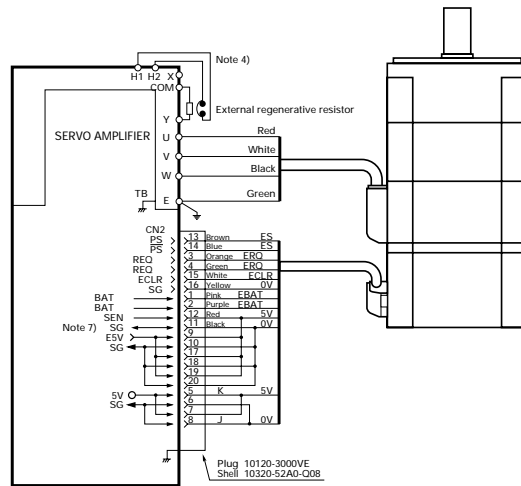 Note 4)
H1 H2 X
COM
External regenerative resistor
Y
SERVO AMPLIFIER
U Red
V White
W Black
TB E Green
CN2
PS 13 Brown ES
PS 14 Blue ES
REQ 3 Orange ERQ
REQ 4 Green ERQ
ECLR 15 White ECLR
SG 16 Yellow 0V
BAT 1 Pink EBAT
BAT 2 Purple EBAT
SEN 12 Red 5V
Note 7) SG 11 Black 0V
E5V 9
SG 10
17
18
19
20
5V 5 K 5V
SG 6
7
8 J 0V
Plug 10120-3000VE
Shell 10320-52A0-Q08